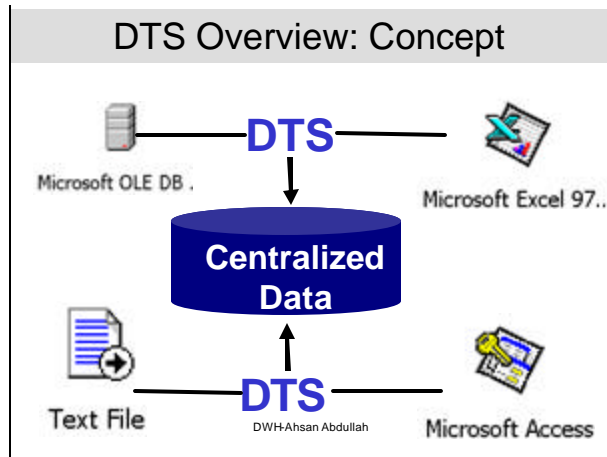 DTS Overview: Concept
DTS
Microsoft OLE DB .
Microsoft Excel 97..
Centralized
Data
Text File
DTS
DWH-Ahsan Abdullah
Microsoft Access